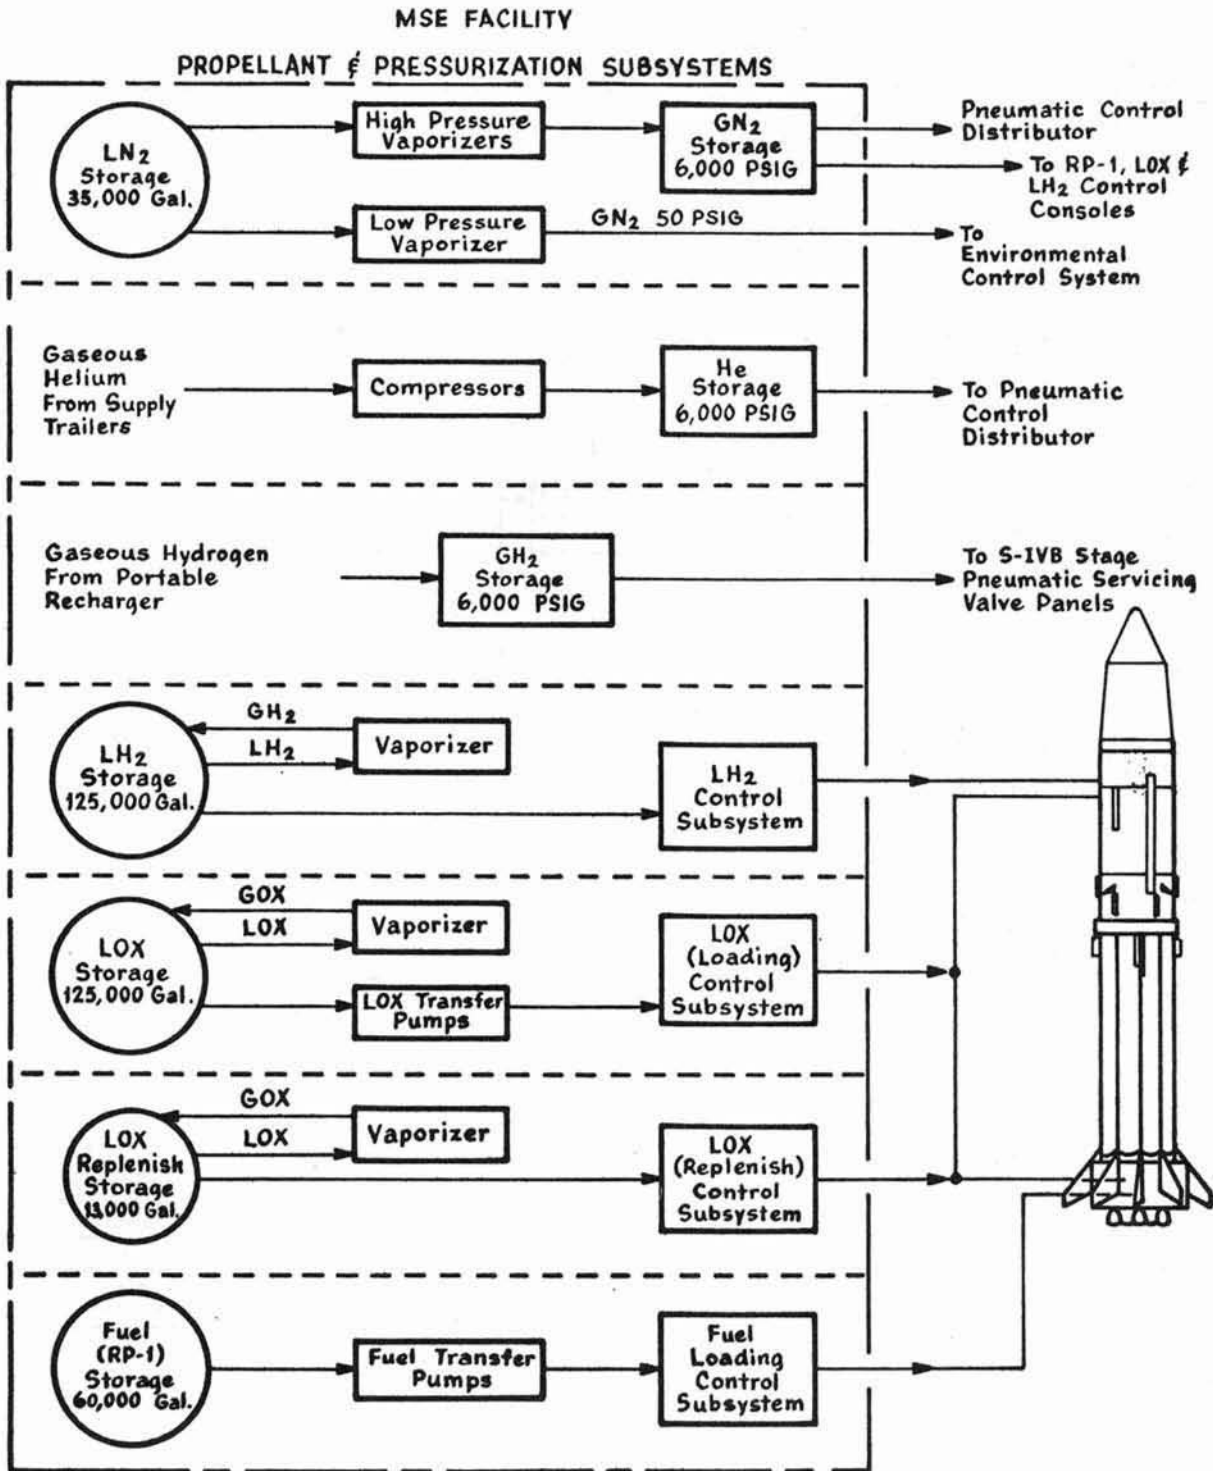 MSE FACILITY
PROPELLANT & PRESSURIZATION SUBSYSTEMS
LN2
Storage
35,000 Gal.
High Pressure
Vaporizers
GN2
Storage
6,000 PSIG
Pneumatic Control
Distributor
To RP-1, LOX &
LH2 Control
Consoles
Low Pressure
Vaporizer
GN2 50 PSIG
To
Environmental
Control System
Gaseous
Helium
From Supply
Trailers
Compressors
He
Storage
6,000 PSIG
To Pneumatic
Control
Distributor
Gaseous Hydrogen
From Portable
Recharger
GH2
Storage
6,000 PSIG
To S-IVB Stage
Pneumatic Servicing
Valve Panels
LH2
Storage
125,000 Gal.
GH2
LH2
Vaporizer
LH2
Control
Subsystem
LOX
Storage
125,000 Gal.
GOX
LOX
Vaporizer
LOX Transfer
Pumps
LOX
(Loading)
Control
Subsystem
LOX
Replenish
Storage
13,000 Gal.
GOX
LOX
Vaporizer
LOX
(Replenish)
Control
Subsystem
Fuel
(RP-1)
Storage
60,000 Gal.
Fuel Transfer
Pumps
Fuel
Loading
Control
Subsystem